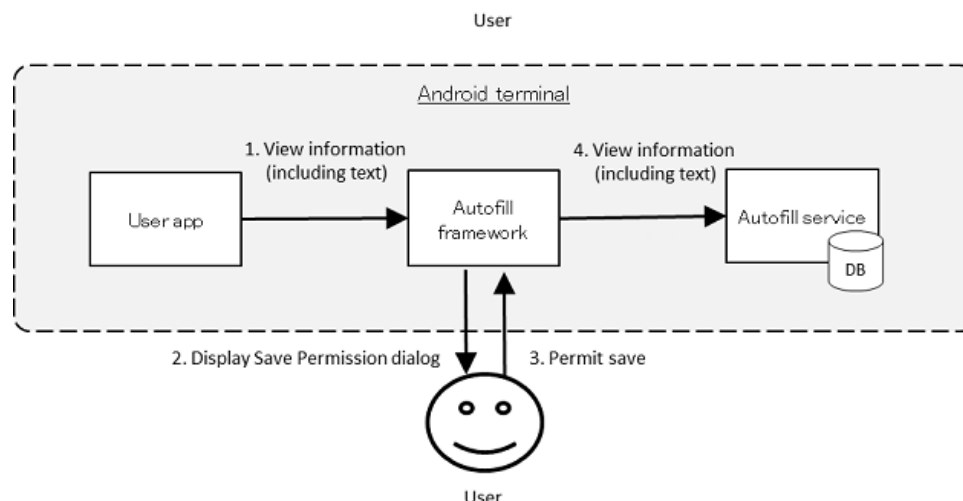 User
Android terminal
1. View information
(including text)
4. View information
(including text)
User app
Autofill
framework
Autofill service
DB
2. Display Save Permission dialog
3. Permit save
User